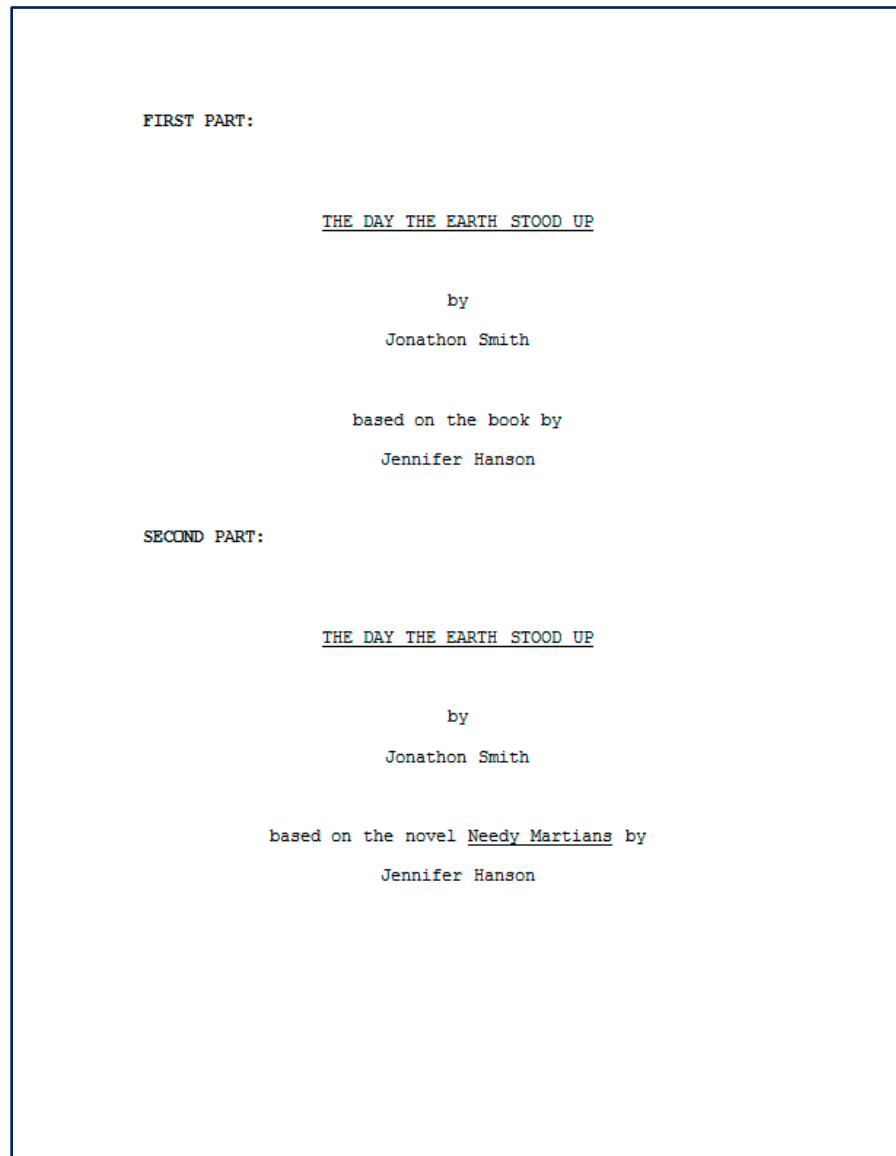 FIRST PART:
THE DAY THE EARTH STOOD UP
by
Jonathon Smith
based on the book by
Jennifer Hanson
SECOND PART:
THE DAY THE EARTH STOOD UP
by
Jonathon Smith
based on the novel Needy Martians by
Jennifer Hanson